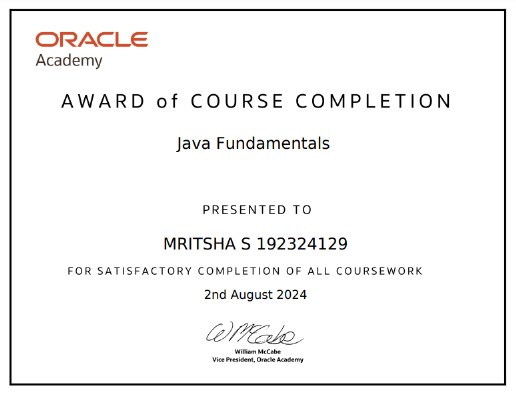 ORACLE
Academy
AWARD of COURSE COMPLETION
Java Fundamentals
PRESENTED TO
MRITSHA S 192324129
FOR SATISFACTORY COMPLETION OF ALL COURSEWORK
2nd August 2024
WMcCabe
William McCabe
Vice President, Oracle Academy